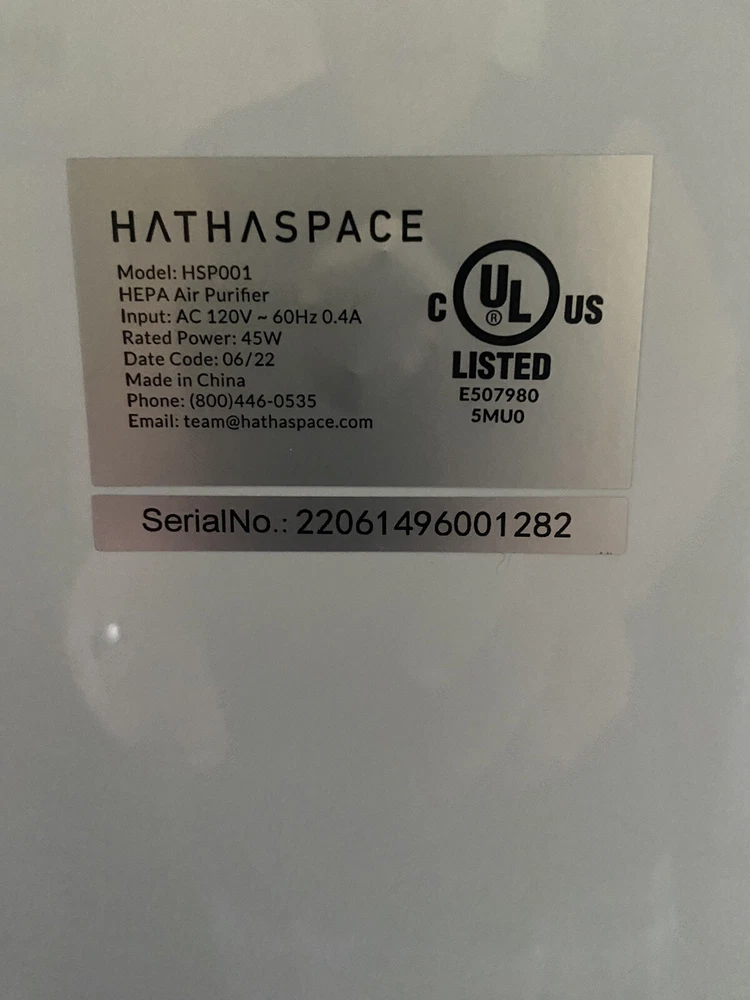 HATHASPACE
Model: HSP001
HEPA Air Purifier
Input: AC 120V ~ 60Hz 0.4A
Rated Power: 45W
Date Code: 06/22
Made in China
Phone: (800)446-0535
Email: team@hathaspace.com
C UL® US
LISTED
E507980
5MU0
SerialNo.: 22061496001282